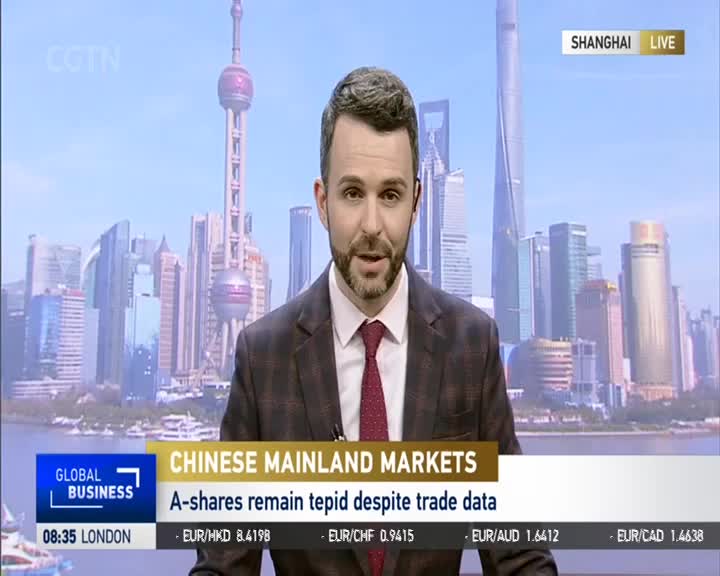 CGTN
SHANGHAI LIVE
CHINESE MAINLAND MARKETS
GLOBAL
BUSINESS
A-shares remain tepid despite trade data
08:35 LONDON
- EUR/HKD 8.4198 - EUR/CHF 0.9415 - EUR/AUD 1.6412 - EUR/CAD 1.4638